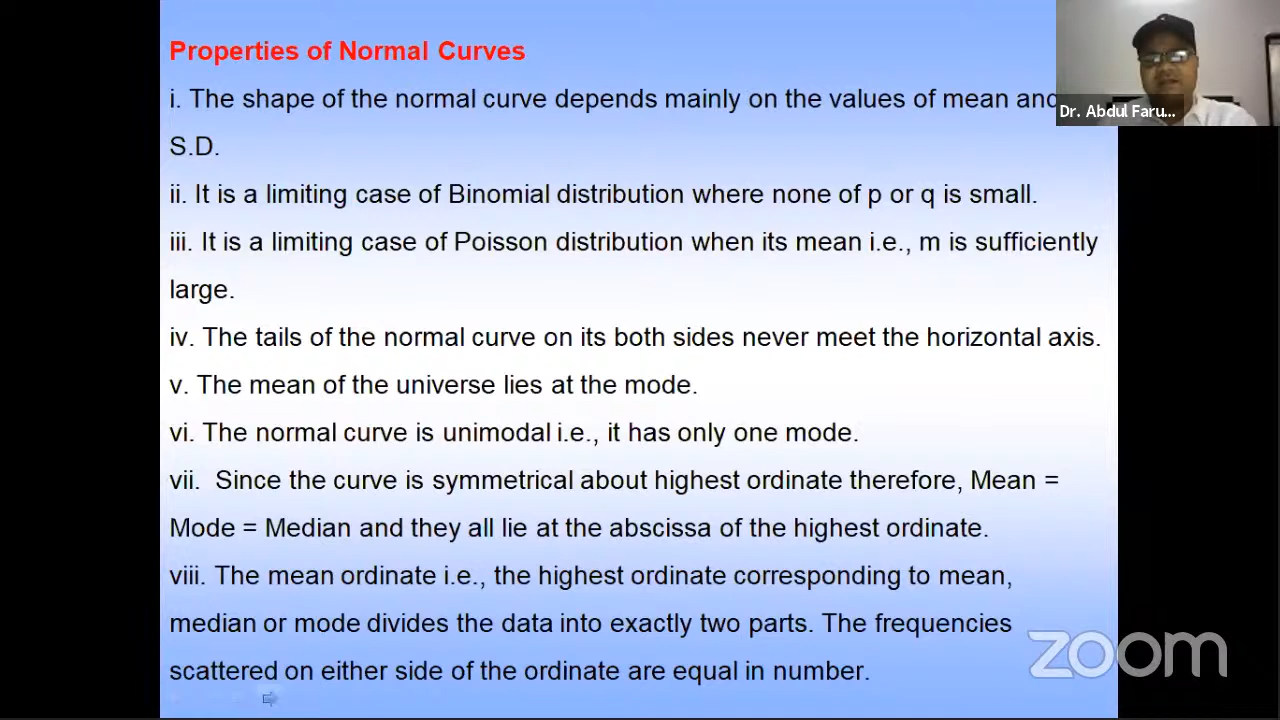 Properties of Normal Curves
i. The shape of the normal curve depends mainly on the values of mean and
S.D.
Dr. Abdul Faru...
ii. It is a limiting case of Binomial distribution where none of p or q is small.
iii. It is a limiting case of Poisson distribution when its mean i.e., m is sufficiently
large.
iv. The tails of the normal curve on its both sides never meet the horizontal axis.
v. The mean of the universe lies at the mode.
vi. The normal curve is unimodal i.e., it has only one mode.
vii.  Since the curve is symmetrical about highest ordinate therefore, Mean =
Mode = Median and they all lie at the abscissa of the highest ordinate.
viii. The mean ordinate i.e., the highest ordinate corresponding to mean,
median or mode divides the data into exactly two parts. The frequencies
scattered on either side of the ordinate are equal in number.
zoom